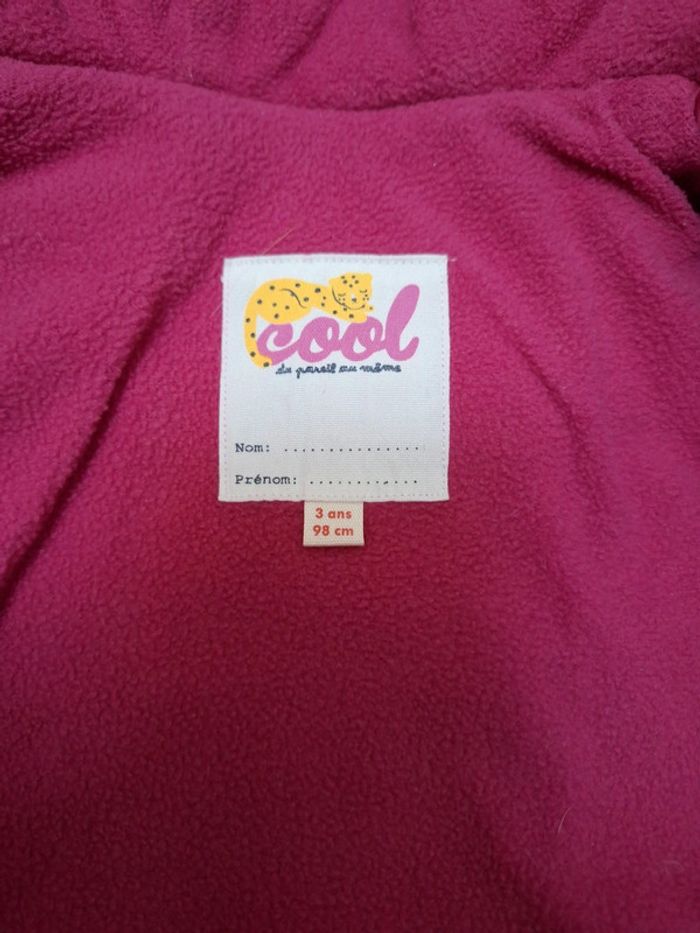 cool
du pareil au même
Nom: ................
Prénom: .............
3 ans
98 cm